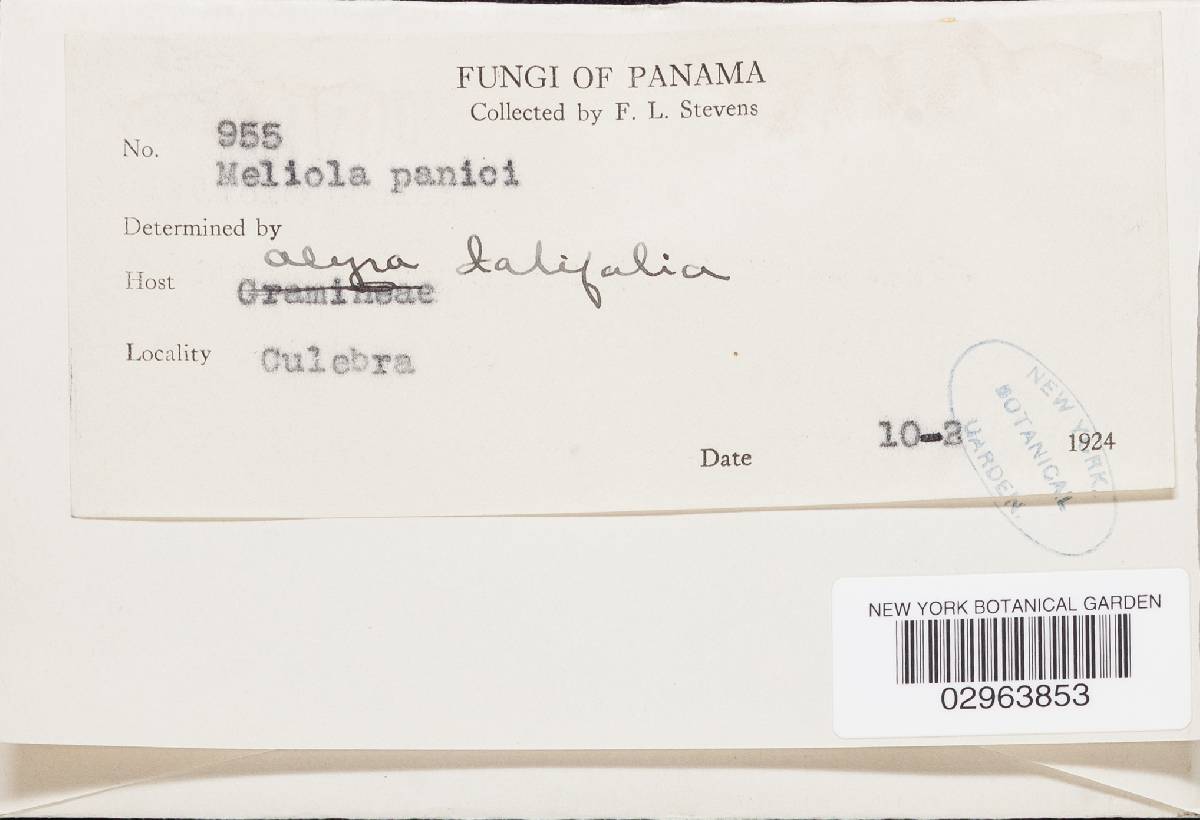 FUNGI OF PANAMA
Collected by F. L. Stevens
No. 955
Meliola panici
Determined by
Host Olyra latifolia
Gramineae
Locality Culebra
Date 10-3 1924
NEW YORK
BOTANICAL
GARDEN.
NEW YORK BOTANICAL GARDEN
02963853